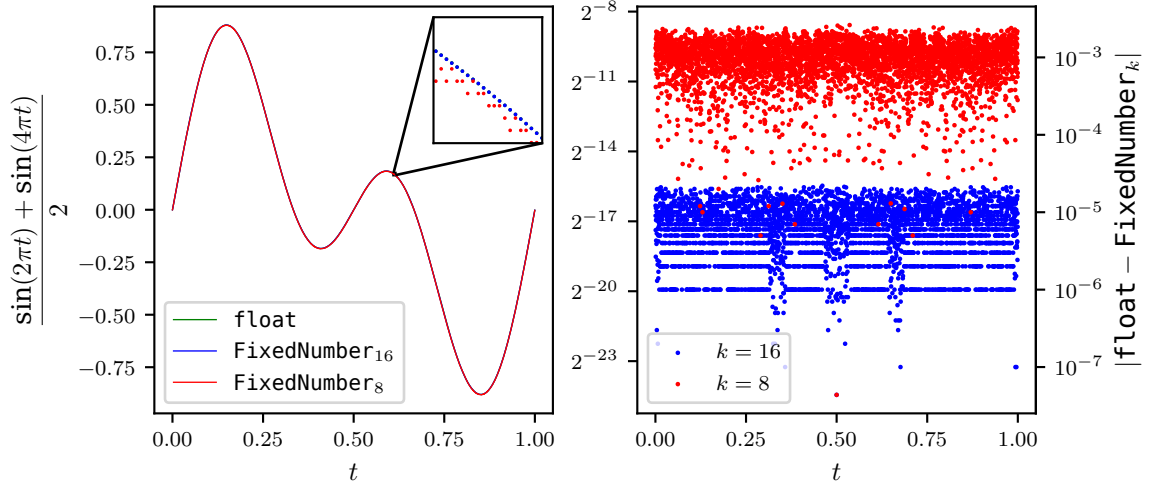 sin(2πt) + sin(4πt)
2
0.75
0.50
0.25
0.00
−0.25
−0.50
−0.75
0.00 0.25 0.50 0.75 1.00
t
float
FixedNumber₁₆
FixedNumber₈
2⁻⁸
2⁻¹¹
2⁻¹⁴
2⁻¹⁷
2⁻²⁰
2⁻²³
0.00 0.25 0.50 0.75 1.00
t
k = 16
k = 8
10⁻³
10⁻⁴
10⁻⁵
10⁻⁶
10⁻⁷
|float − FixedNumberₖ|